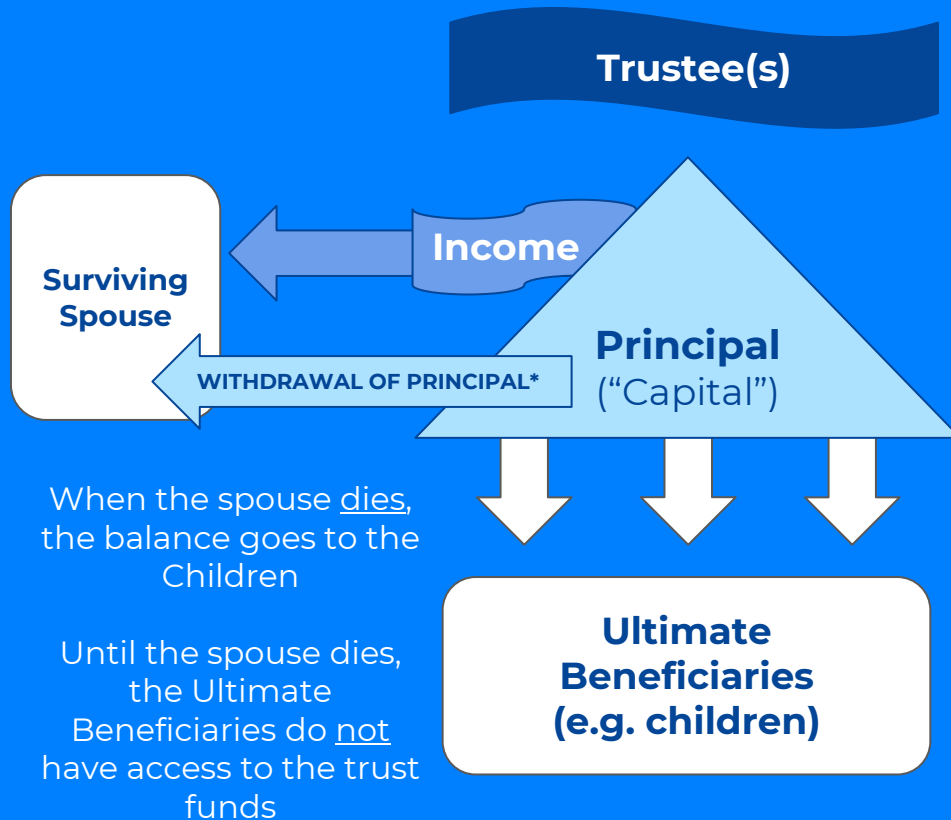 Trustee(s)
Income
Surviving
Spouse
Principal
(“Capital”)
WITHDRAWAL OF PRINCIPAL*
When the spouse dies,
the balance goes to the
Children
Until the spouse dies,
the Ultimate
Beneficiaries do not
have access to the trust
funds
Ultimate
Beneficiaries
(e.g. children)